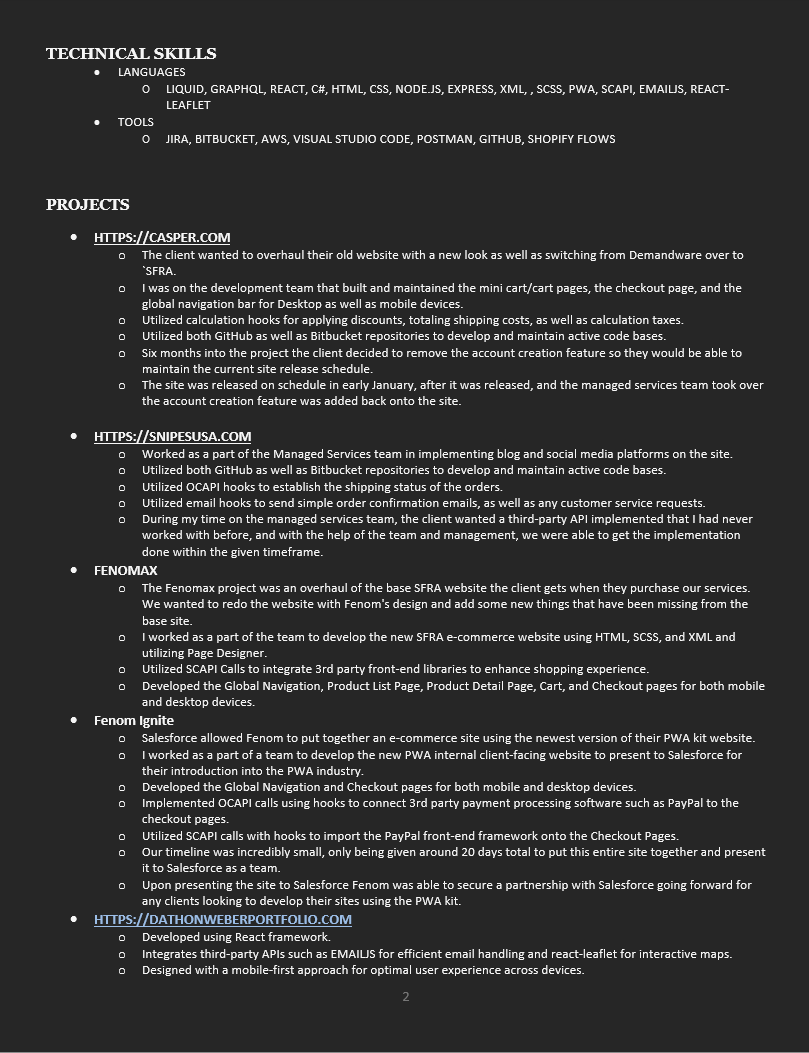 TECHNICAL SKILLS
• LANGUAGES
o LIQUID, GRAPHQL, REACT, C#, HTML, CSS, NODE.JS, EXPRESS, XML, , SCSS, PWA, SCAPI, EMAILJS, REACT-
LEAFLET
• TOOLS
o JIRA, BITBUCKET, AWS, VISUAL STUDIO CODE, POSTMAN, GITHUB, SHOPIFY FLOWS
PROJECTS
• HTTPS://CASPER.COM
o The client wanted to overhaul their old website with a new look as well as switching from Demandware over to
`SFRA.
o I was on the development team that built and maintained the mini cart/cart pages, the checkout page, and the
global navigation bar for Desktop as well as mobile devices.
o Utilized calculation hooks for applying discounts, totaling shipping costs, as well as calculation taxes.
o Utilized both GitHub as well as Bitbucket repositories to develop and maintain active code bases.
o Six months into the project the client decided to remove the account creation feature so they would be able to
maintain the current site release schedule.
o The site was released on schedule in early January, after it was released, and the managed services team took over
the account creation feature was added back onto the site.
• HTTPS://SNIPESUSA.COM
o Worked as a part of the Managed Services team in implementing blog and social media platforms on the site.
o Utilized both GitHub as well as Bitbucket repositories to develop and maintain active code bases.
o Utilized OCAPI hooks to establish the shipping status of the orders.
o Utilized email hooks to send simple order confirmation emails, as well as any customer service requests.
o During my time on the managed services team, the client wanted a third-party API implemented that I had never
worked with before, and with the help of the team and management, we were able to get the implementation
done within the given timeframe.
• FENOMAX
o The Fenomax project was an overhaul of the base SFRA website the client gets when they purchase our services.
We wanted to redo the website with Fenom's design and add some new things that have been missing from the
base site.
o I worked as a part of the team to develop the new SFRA e-commerce website using HTML, SCSS, and XML and
utilizing Page Designer.
o Utilized SCAPI Calls to integrate 3rd party front-end libraries to enhance shopping experience.
o Developed the Global Navigation, Product List Page, Product Detail Page, Cart, and Checkout pages for both mobile
and desktop devices.
• Fenom Ignite
o Salesforce allowed Fenom to put together an e-commerce site using the newest version of their PWA kit website.
o I worked as a part of a team to develop the new PWA internal client-facing website to present to Salesforce for
their introduction into the PWA industry.
o Developed the Global Navigation and Checkout pages for both mobile and desktop devices.
o Implemented OCAPI calls using hooks to connect 3rd party payment processing software such as PayPal to the
checkout pages.
o Utilized SCAPI calls with hooks to import the PayPal front-end framework onto the Checkout Pages.
o Our timeline was incredibly small, only being given around 20 days total to put this entire site together and present
it to Salesforce as a team.
o Upon presenting the site to Salesforce Fenom was able to secure a partnership with Salesforce going forward for
any clients looking to develop their sites using the PWA kit.
• HTTPS://DATHONWEBERPORTFOLIO.COM
o Developed using React framework.
o Integrates third-party APIs such as EMAILJS for efficient email handling and react-leaflet for interactive maps.
o Designed with a mobile-first approach for optimal user experience across devices.
2